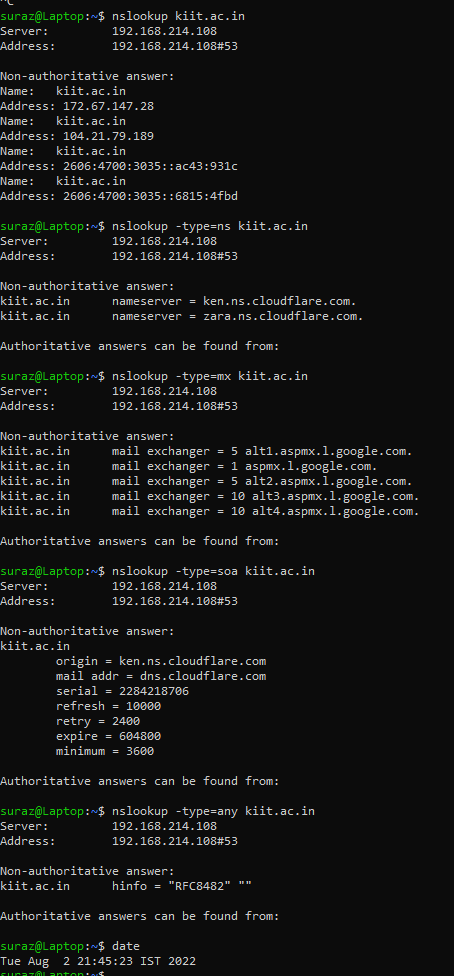 ^C
suraz@Laptop:~$ nslookup kiit.ac.in
Server:         192.168.214.108
Address:        192.168.214.108#53

Non-authoritative answer:
Name:   kiit.ac.in
Address: 172.67.147.28
Name:   kiit.ac.in
Address: 104.21.79.189
Name:   kiit.ac.in
Address: 2606:4700:3035::ac43:931c
Name:   kiit.ac.in
Address: 2606:4700:3035::6815:4fbd

suraz@Laptop:~$ nslookup -type=ns kiit.ac.in
Server:         192.168.214.108
Address:        192.168.214.108#53

Non-authoritative answer:
kiit.ac.in      nameserver = ken.ns.cloudflare.com.
kiit.ac.in      nameserver = zara.ns.cloudflare.com.

Authoritative answers can be found from:

suraz@Laptop:~$ nslookup -type=mx kiit.ac.in
Server:         192.168.214.108
Address:        192.168.214.108#53

Non-authoritative answer:
kiit.ac.in      mail exchanger = 5 alt1.aspmx.l.google.com.
kiit.ac.in      mail exchanger = 1 aspmx.l.google.com.
kiit.ac.in      mail exchanger = 5 alt2.aspmx.l.google.com.
kiit.ac.in      mail exchanger = 10 alt3.aspmx.l.google.com.
kiit.ac.in      mail exchanger = 10 alt4.aspmx.l.google.com.

Authoritative answers can be found from:

suraz@Laptop:~$ nslookup -type=soa kiit.ac.in
Server:         192.168.214.108
Address:        192.168.214.108#53

Non-authoritative answer:
kiit.ac.in
        origin = ken.ns.cloudflare.com
        mail addr = dns.cloudflare.com
        serial = 2284218706
        refresh = 10000
        retry = 2400
        expire = 604800
        minimum = 3600

Authoritative answers can be found from:

suraz@Laptop:~$ nslookup -type=any kiit.ac.in
Server:         192.168.214.108
Address:        192.168.214.108#53

Non-authoritative answer:
kiit.ac.in      hinfo = "RFC8482" ""

Authoritative answers can be found from:

suraz@Laptop:~$ date
Tue Aug  2 21:45:23 IST 2022
suraz@Laptop:~$